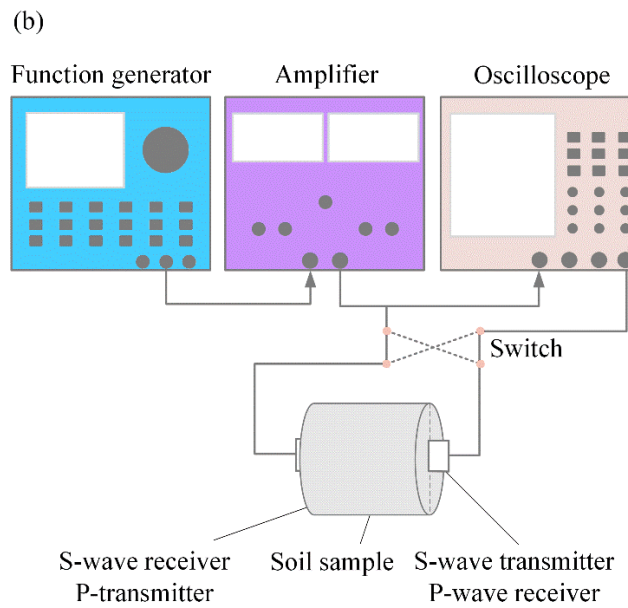 (b)
Function generator
Amplifier
Oscilloscope
Switch
S-wave receiver
P-transmitter
Soil sample
S-wave transmitter
P-wave receiver